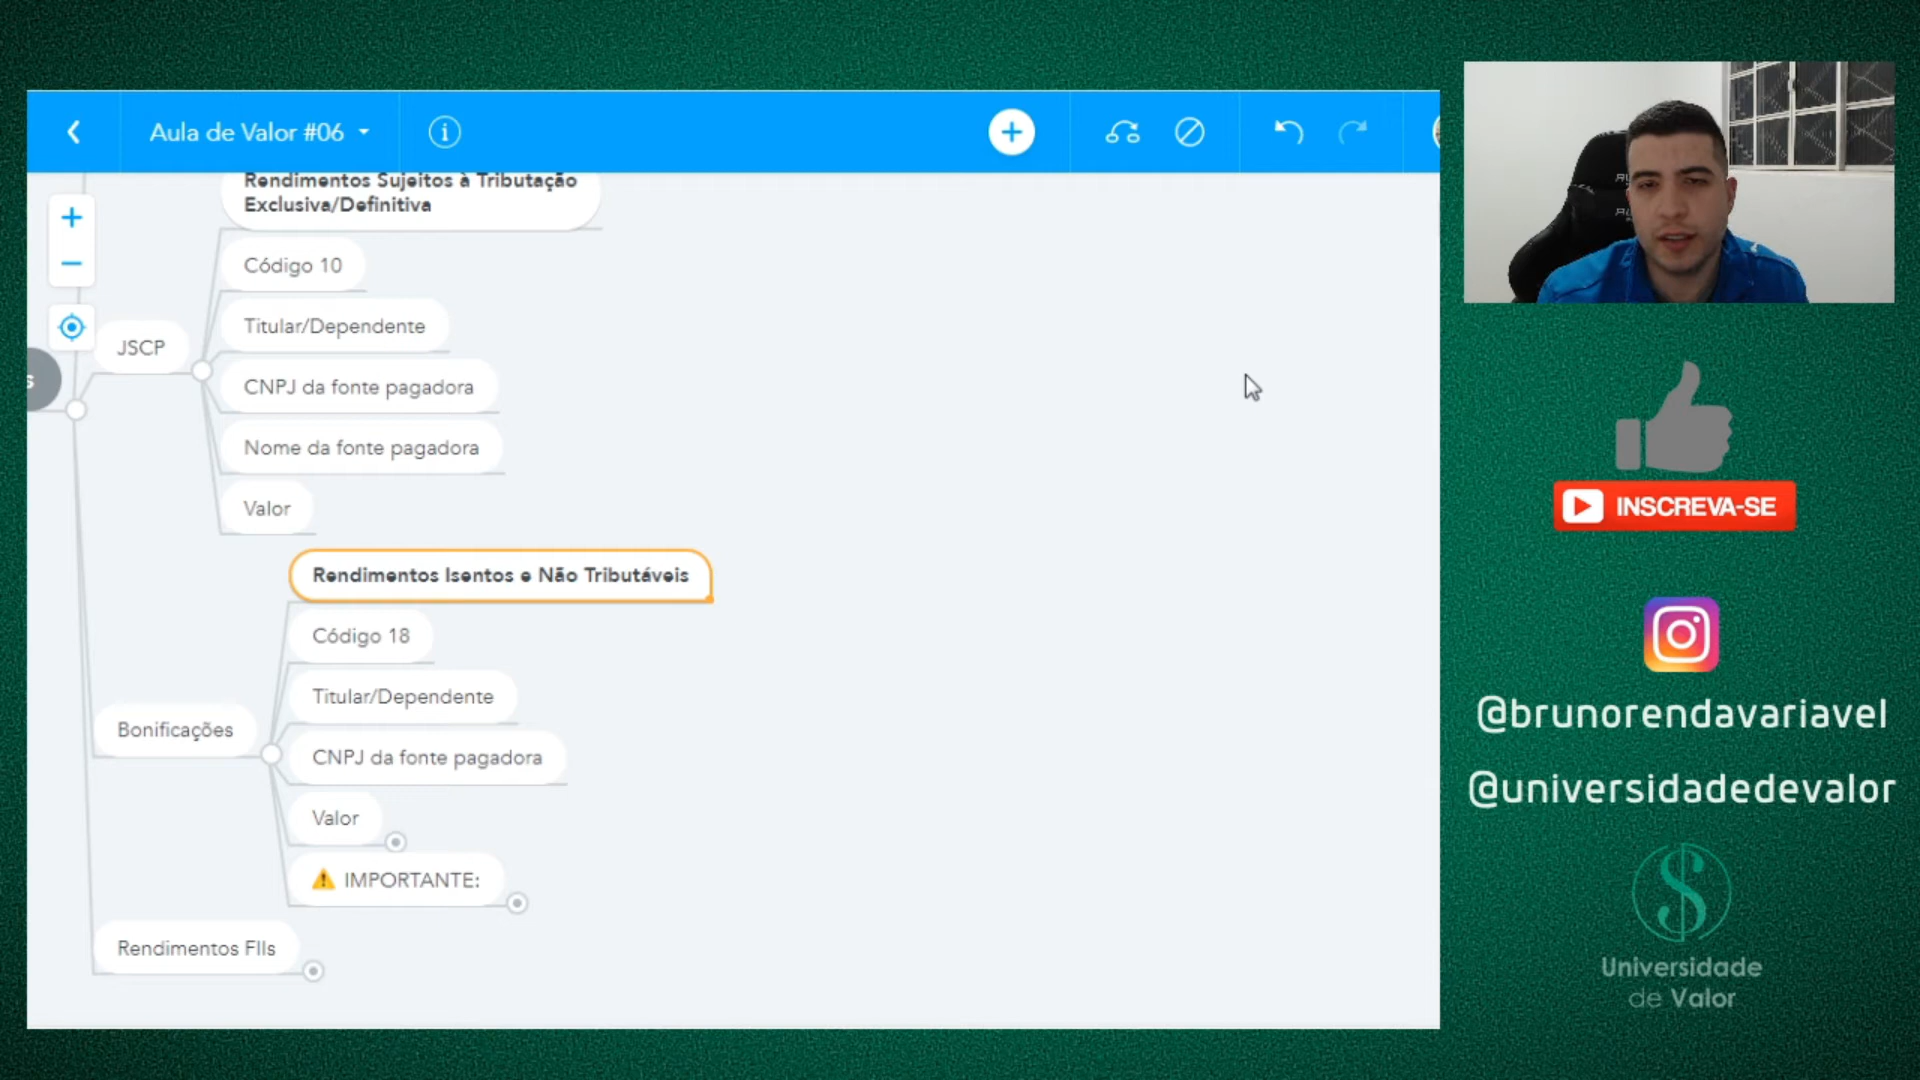 Aula de Valor #06
Rendimentos Sujeitos à Tributação
Exclusiva/Definitiva
Código 10
Titular/Dependente
JSCP
CNPJ da fonte pagadora
Nome da fonte pagadora
Valor
Rendimentos Isentos e Não Tributáveis
Código 18
Titular/Dependente
Bonificações
CNPJ da fonte pagadora
Valor
IMPORTANTE:
Rendimentos FIIs
s
INSCREVA-SE
@brunorendavariavel
@universidadedevalor
Universidade
de Valor